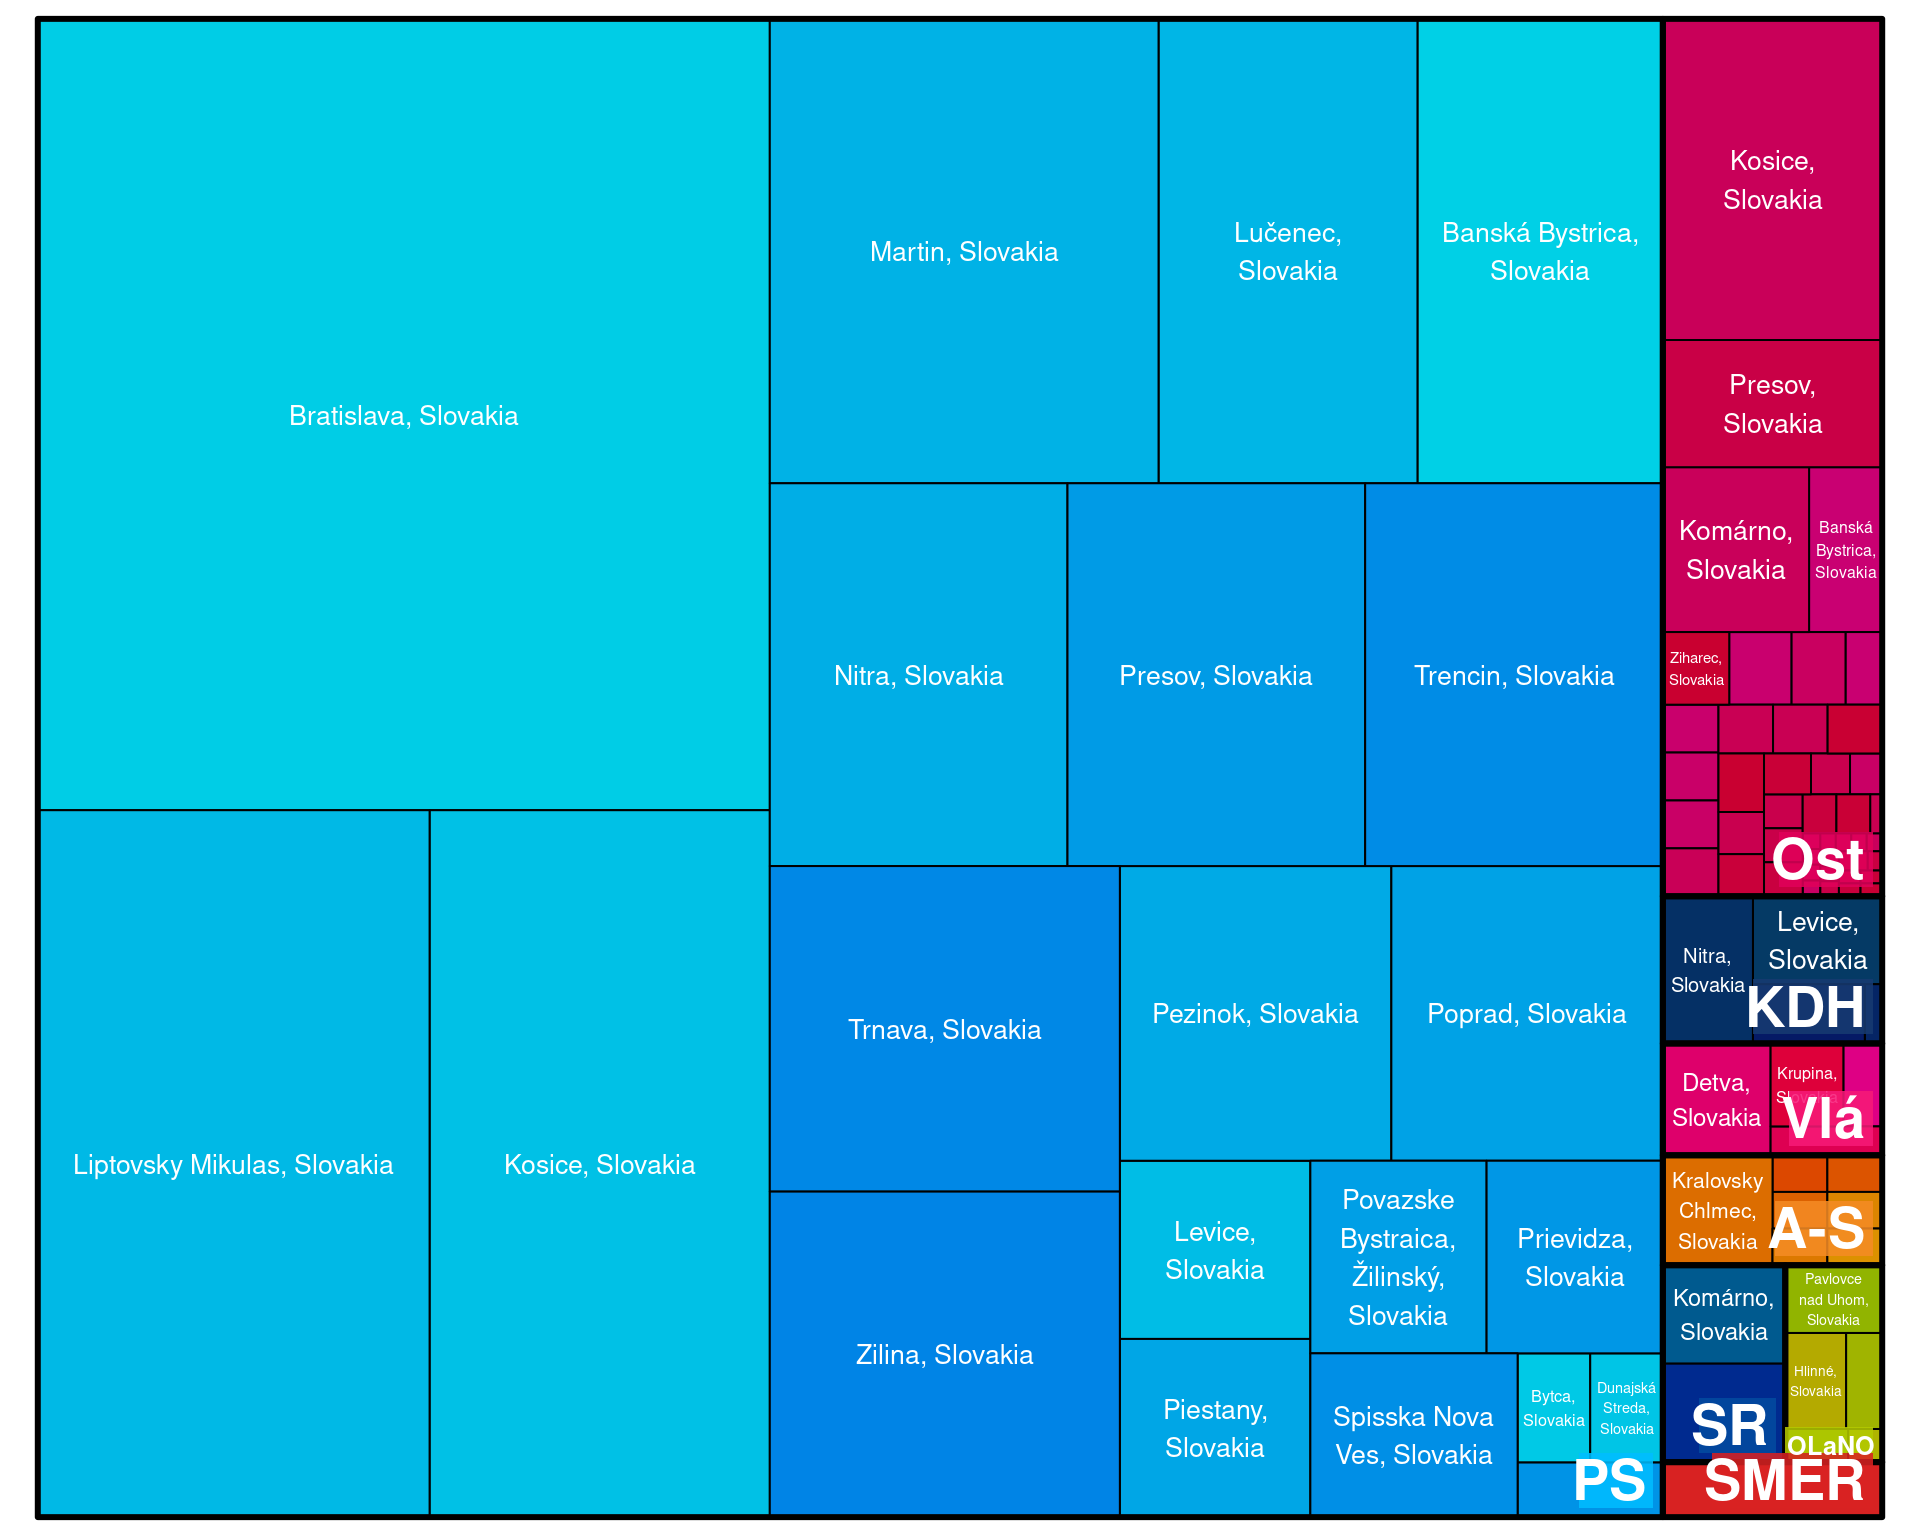 Bratislava, Slovakia
Liptovsky Mikulas, Slovakia
Kosice, Slovakia
Martin, Slovakia
Lučenec,
Slovakia
Banská Bystrica,
Slovakia
Nitra, Slovakia
Presov, Slovakia
Trencin, Slovakia
Trnava, Slovakia
Zilina, Slovakia
Pezinok, Slovakia
Poprad, Slovakia
Levice,
Slovakia
Piestany,
Slovakia
Povazske
Bystraica,
Žilinský,
Slovakia
Prievidza,
Slovakia
Spisska Nova
Ves, Slovakia
Bytca,
Slovakia
Dunajská
Streda,
Slovakia
PS
Kosice,
Slovakia
Presov,
Slovakia
Komárno,
Slovakia
Banská
Bystrica,
Slovakia
Ziharec,
Slovakia
Ost
Nitra,
Slovakia
Levice,
Slovakia
KDH
Detva,
Slovakia
Krupina,
Slovakia
Vlá
Kralovsky
Chlmec,
Slovakia
A-S
Komárno,
Slovakia
SR
Pavlovce
nad Uhom,
Slovakia
Hlinné,
Slovakia
OLaNO
SMER